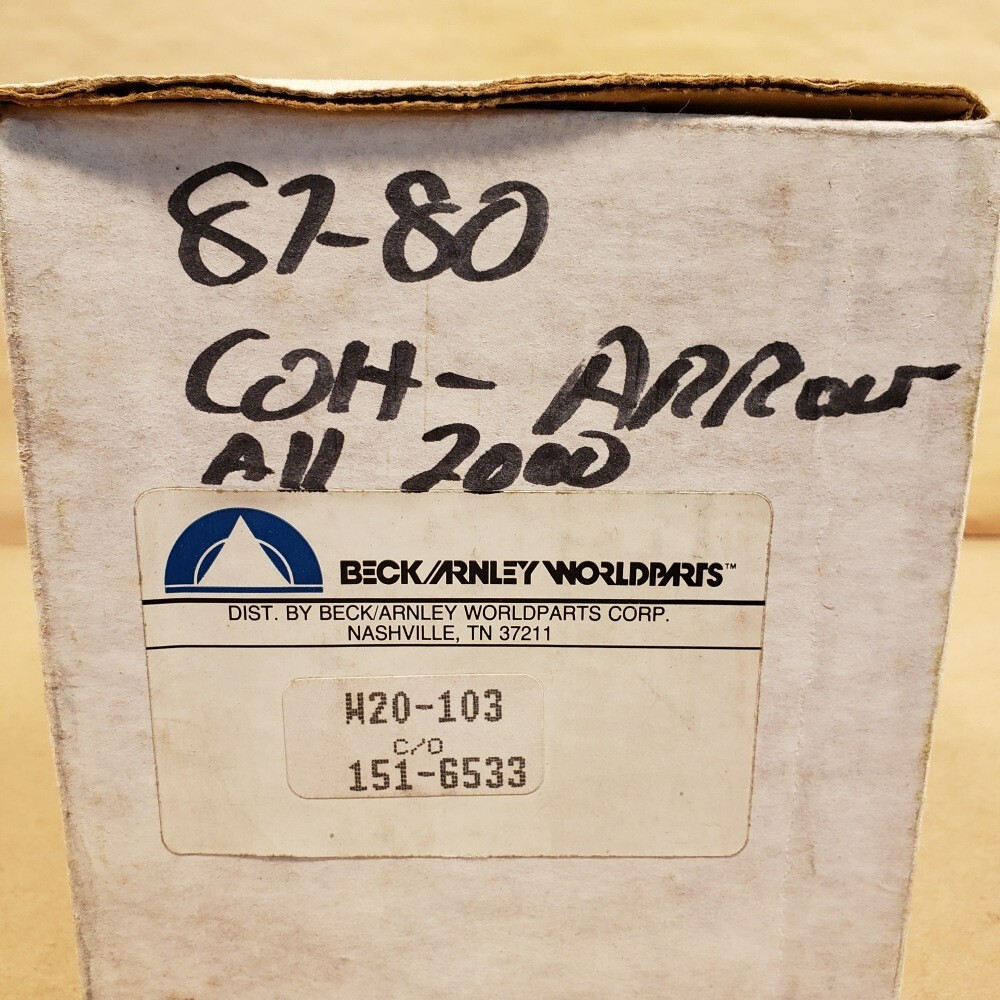 87-80
COH- ARROW
All 2000
BECK/ARNLEY WORLDPARTS™
DIST. BY BECK/ARNLEY WORLDPARTS CORP.
NASHVILLE, TN 37211
W20-103
C/O
151-6533